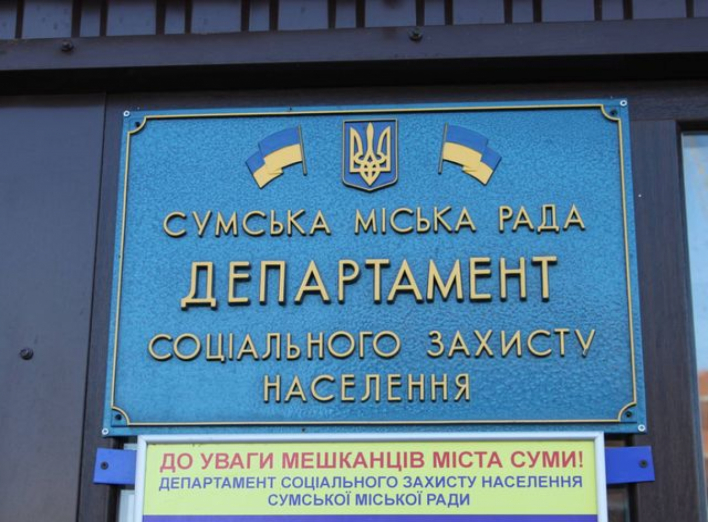 СУМСЬКА МІСЬКА РАДА
ДЕПАРТАМЕНТ
СОЦІАЛЬНОГО ЗАХИСТУ
НАСЕЛЕННЯ
ДО УВАГИ МЕШКАНЦІВ МІСТА СУМИ!
ДЕПАРТАМЕНТ СОЦІАЛЬНОГО ЗАХИСТУ НАСЕЛЕННЯ
СУМСЬКОЇ МІСЬКОЇ РАДИ